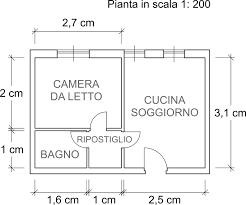 Pianta in scala 1: 200
2,7 cm
CAMERA
DA LETTO
CUCINA
SOGGIORNO
2 cm
3,1 cm
RIPOSTIGLIO
BAGNO
1 cm
1,6 cm
1 cm
2,5 cm